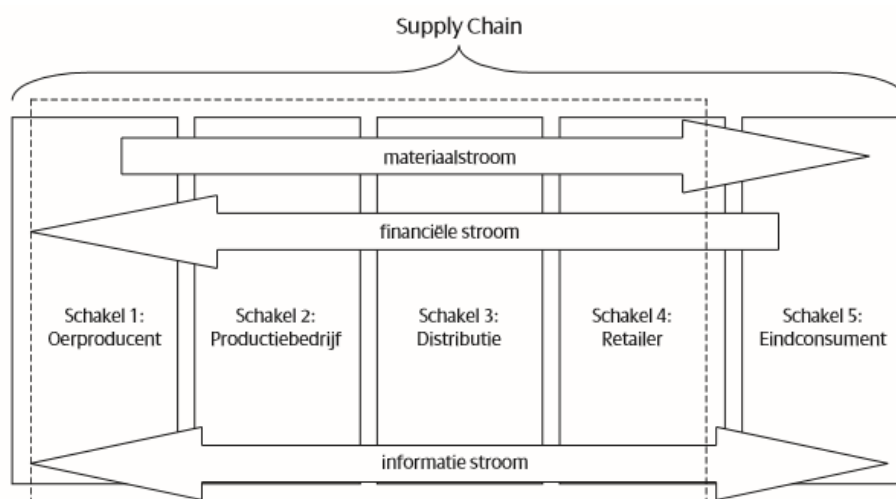 Supply Chain
materiaalstroom
financiële stroom
Schakel 1:
Oerproducent
Schakel 2:
Productiebedrijf
Schakel 3:
Distributie
Schakel 4:
Retailer
Schakel 5:
Eindconsument
informatie stroom